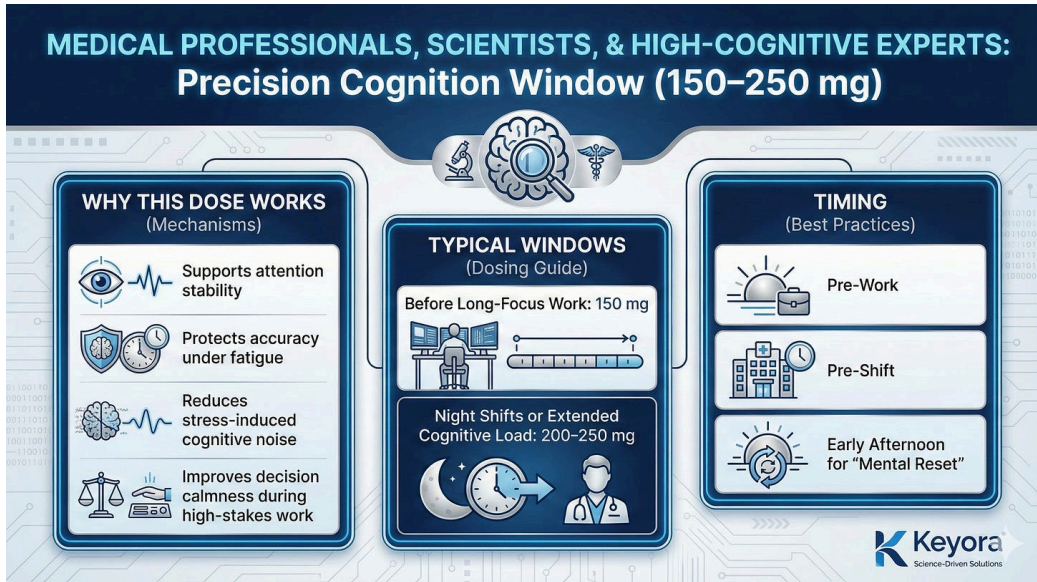 MEDICAL PROFESSIONALS, SCIENTISTS, & HIGH-COGNITIVE EXPERTS:
Precision Cognition Window (150–250 mg)
WHY THIS DOSE WORKS
(Mechanisms)
Supports attention
stability
Protects accuracy
under fatigue
Reduces
stress-induced
cognitive noise
Improves decision
calmness during
high-stakes work
TYPICAL WINDOWS
(Dosing Guide)
Before Long-Focus Work: 150 mg
Night Shifts or Extended
Cognitive Load: 200–250 mg
TIMING
(Best Practices)
Pre-Work
Pre-Shift
Early Afternoon
for “Mental Reset”
Keyora
Science-Driven Solutions